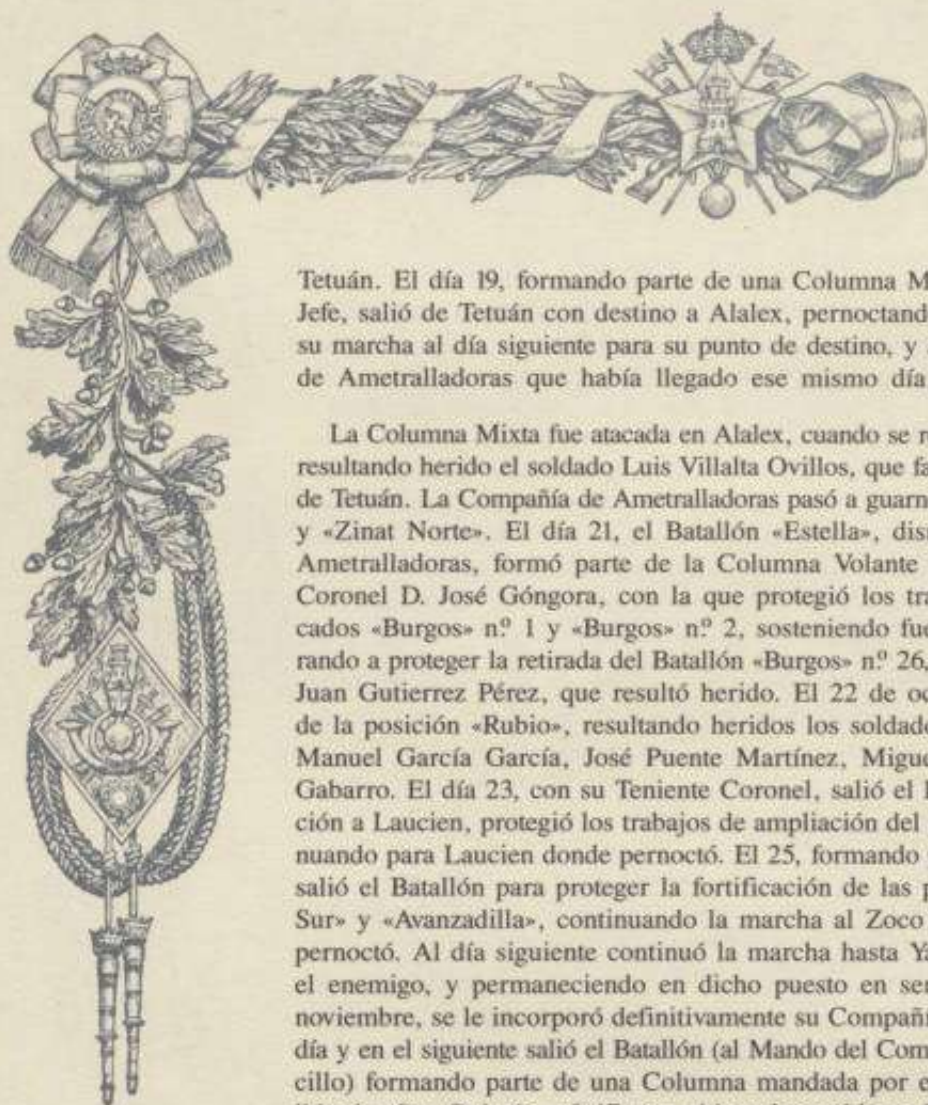 Tetuán. El día 19, formando parte de una Columna M
Jefe, salió de Tetuán con destino a Alalex, pernoctand
su marcha al día siguiente para su punto de destino, y
de Ametralladoras que había llegado ese mismo día
La Columna Mixta fue atacada en Alalex, cuando se r
resultando herido el soldado Luis Villalta Ovillos, que fa
de Tetuán. La Compañía de Ametralladoras pasó a guarn
y «Zinat Norte». El día 21, el Batallón «Estella», dis
Ametralladoras, formó parte de la Columna Volante
Coronel D. José Góngora, con la que protegió los tra
cados «Burgos» n.º 1 y «Burgos» n.º 2, sosteniendo fue
rando a proteger la retirada del Batallón «Burgos» n.º 26,
Juan Gutierrez Pérez, que resultó herido. El 22 de oc
de la posición «Rubio», resultando heridos los soldado
Manuel García García, José Puente Martínez, Migue
Gabarro. El día 23, con su Teniente Coronel, salió el
ción a Laucien, protegió los trabajos de ampliación del
nuando para Laucien donde pernoctó. El 25, formando
salió el Batallón para proteger la fortificación de las p
Sur» y «Avanzadilla», continuando la marcha al Zoco
pernoctó. Al día siguiente continuó la marcha hasta Ya
el enemigo, y permaneciendo en dicho puesto en ser
noviembre, se le incorporó definitivamente su Compañí
día y en el siguiente salió el Batallón (al Mando del Com
cillo) formando parte de una Columna mandada por e